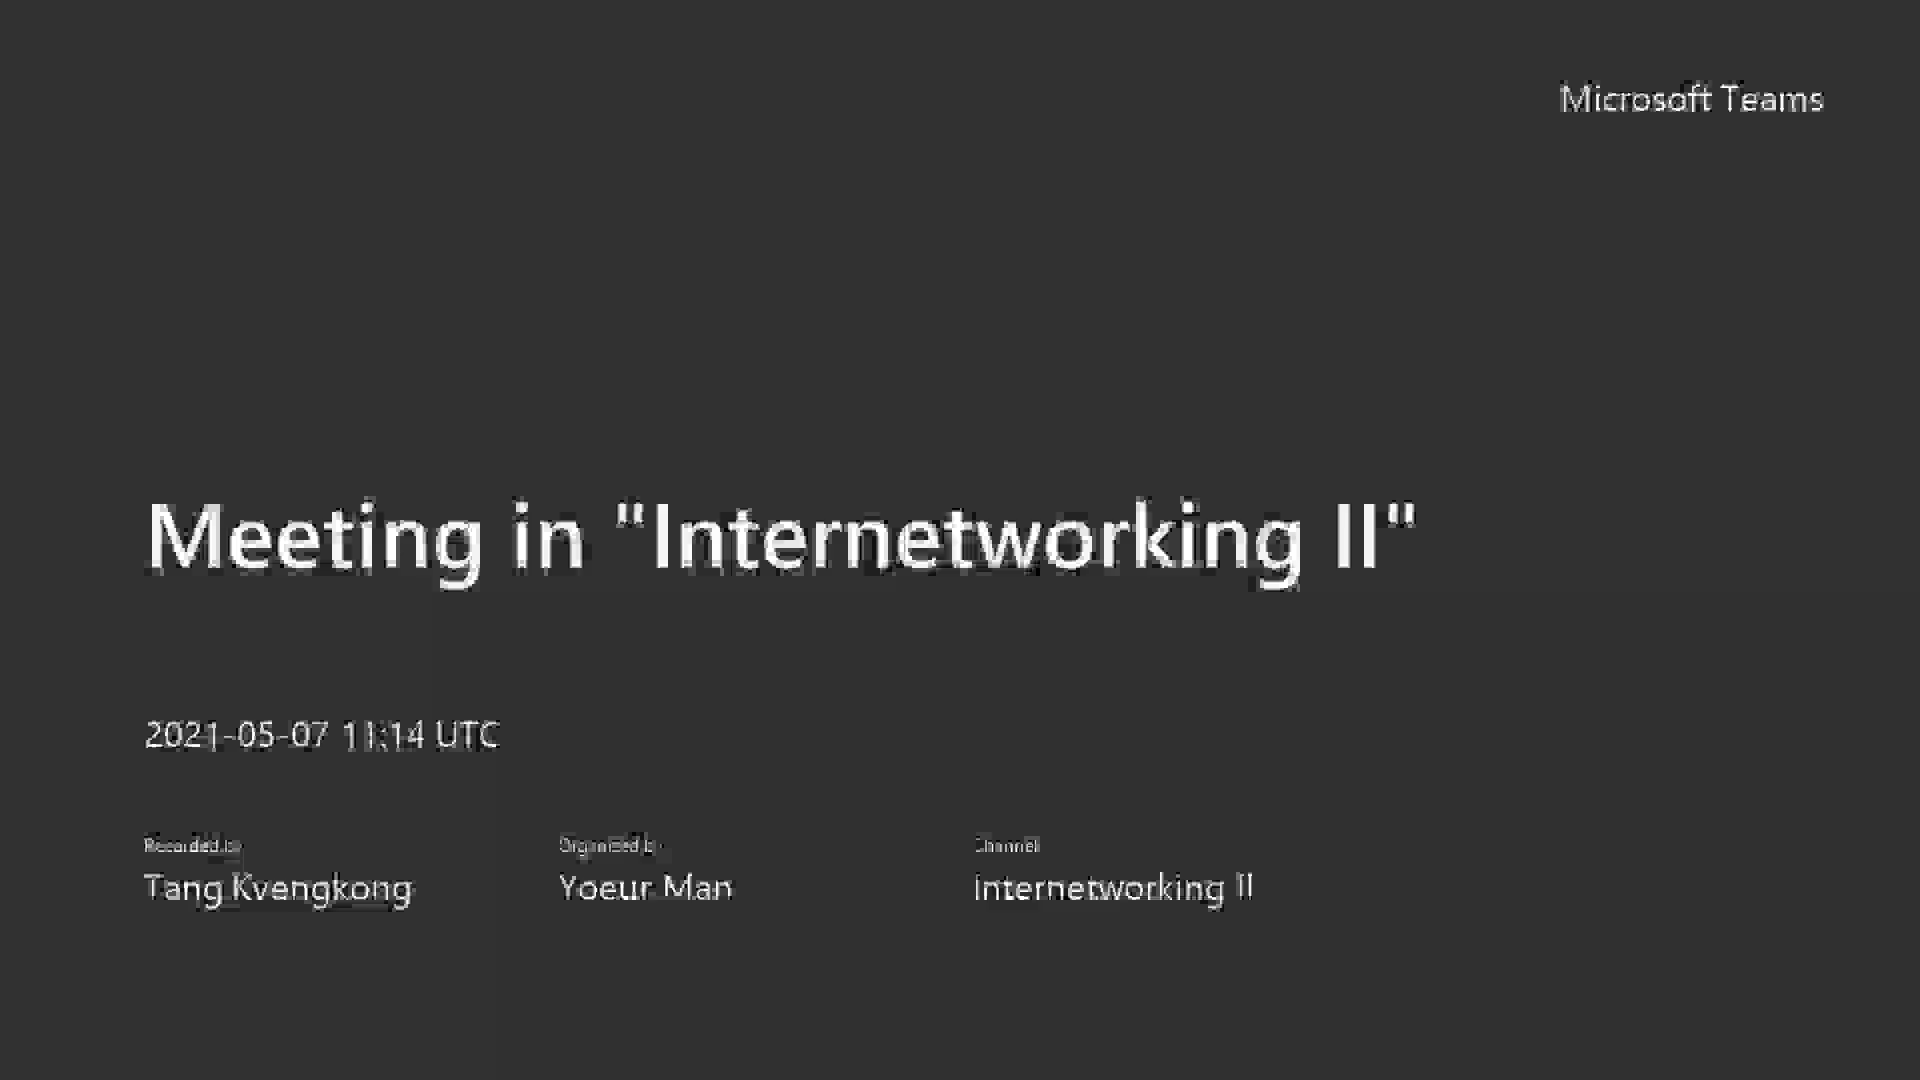 Microsoft Teams
Meeting in "Internetworking II"
2021-05-07 11:14 UTC
Recorded by Organized by Channel
Tang Kvengkong Yoeur Man Internetworking II